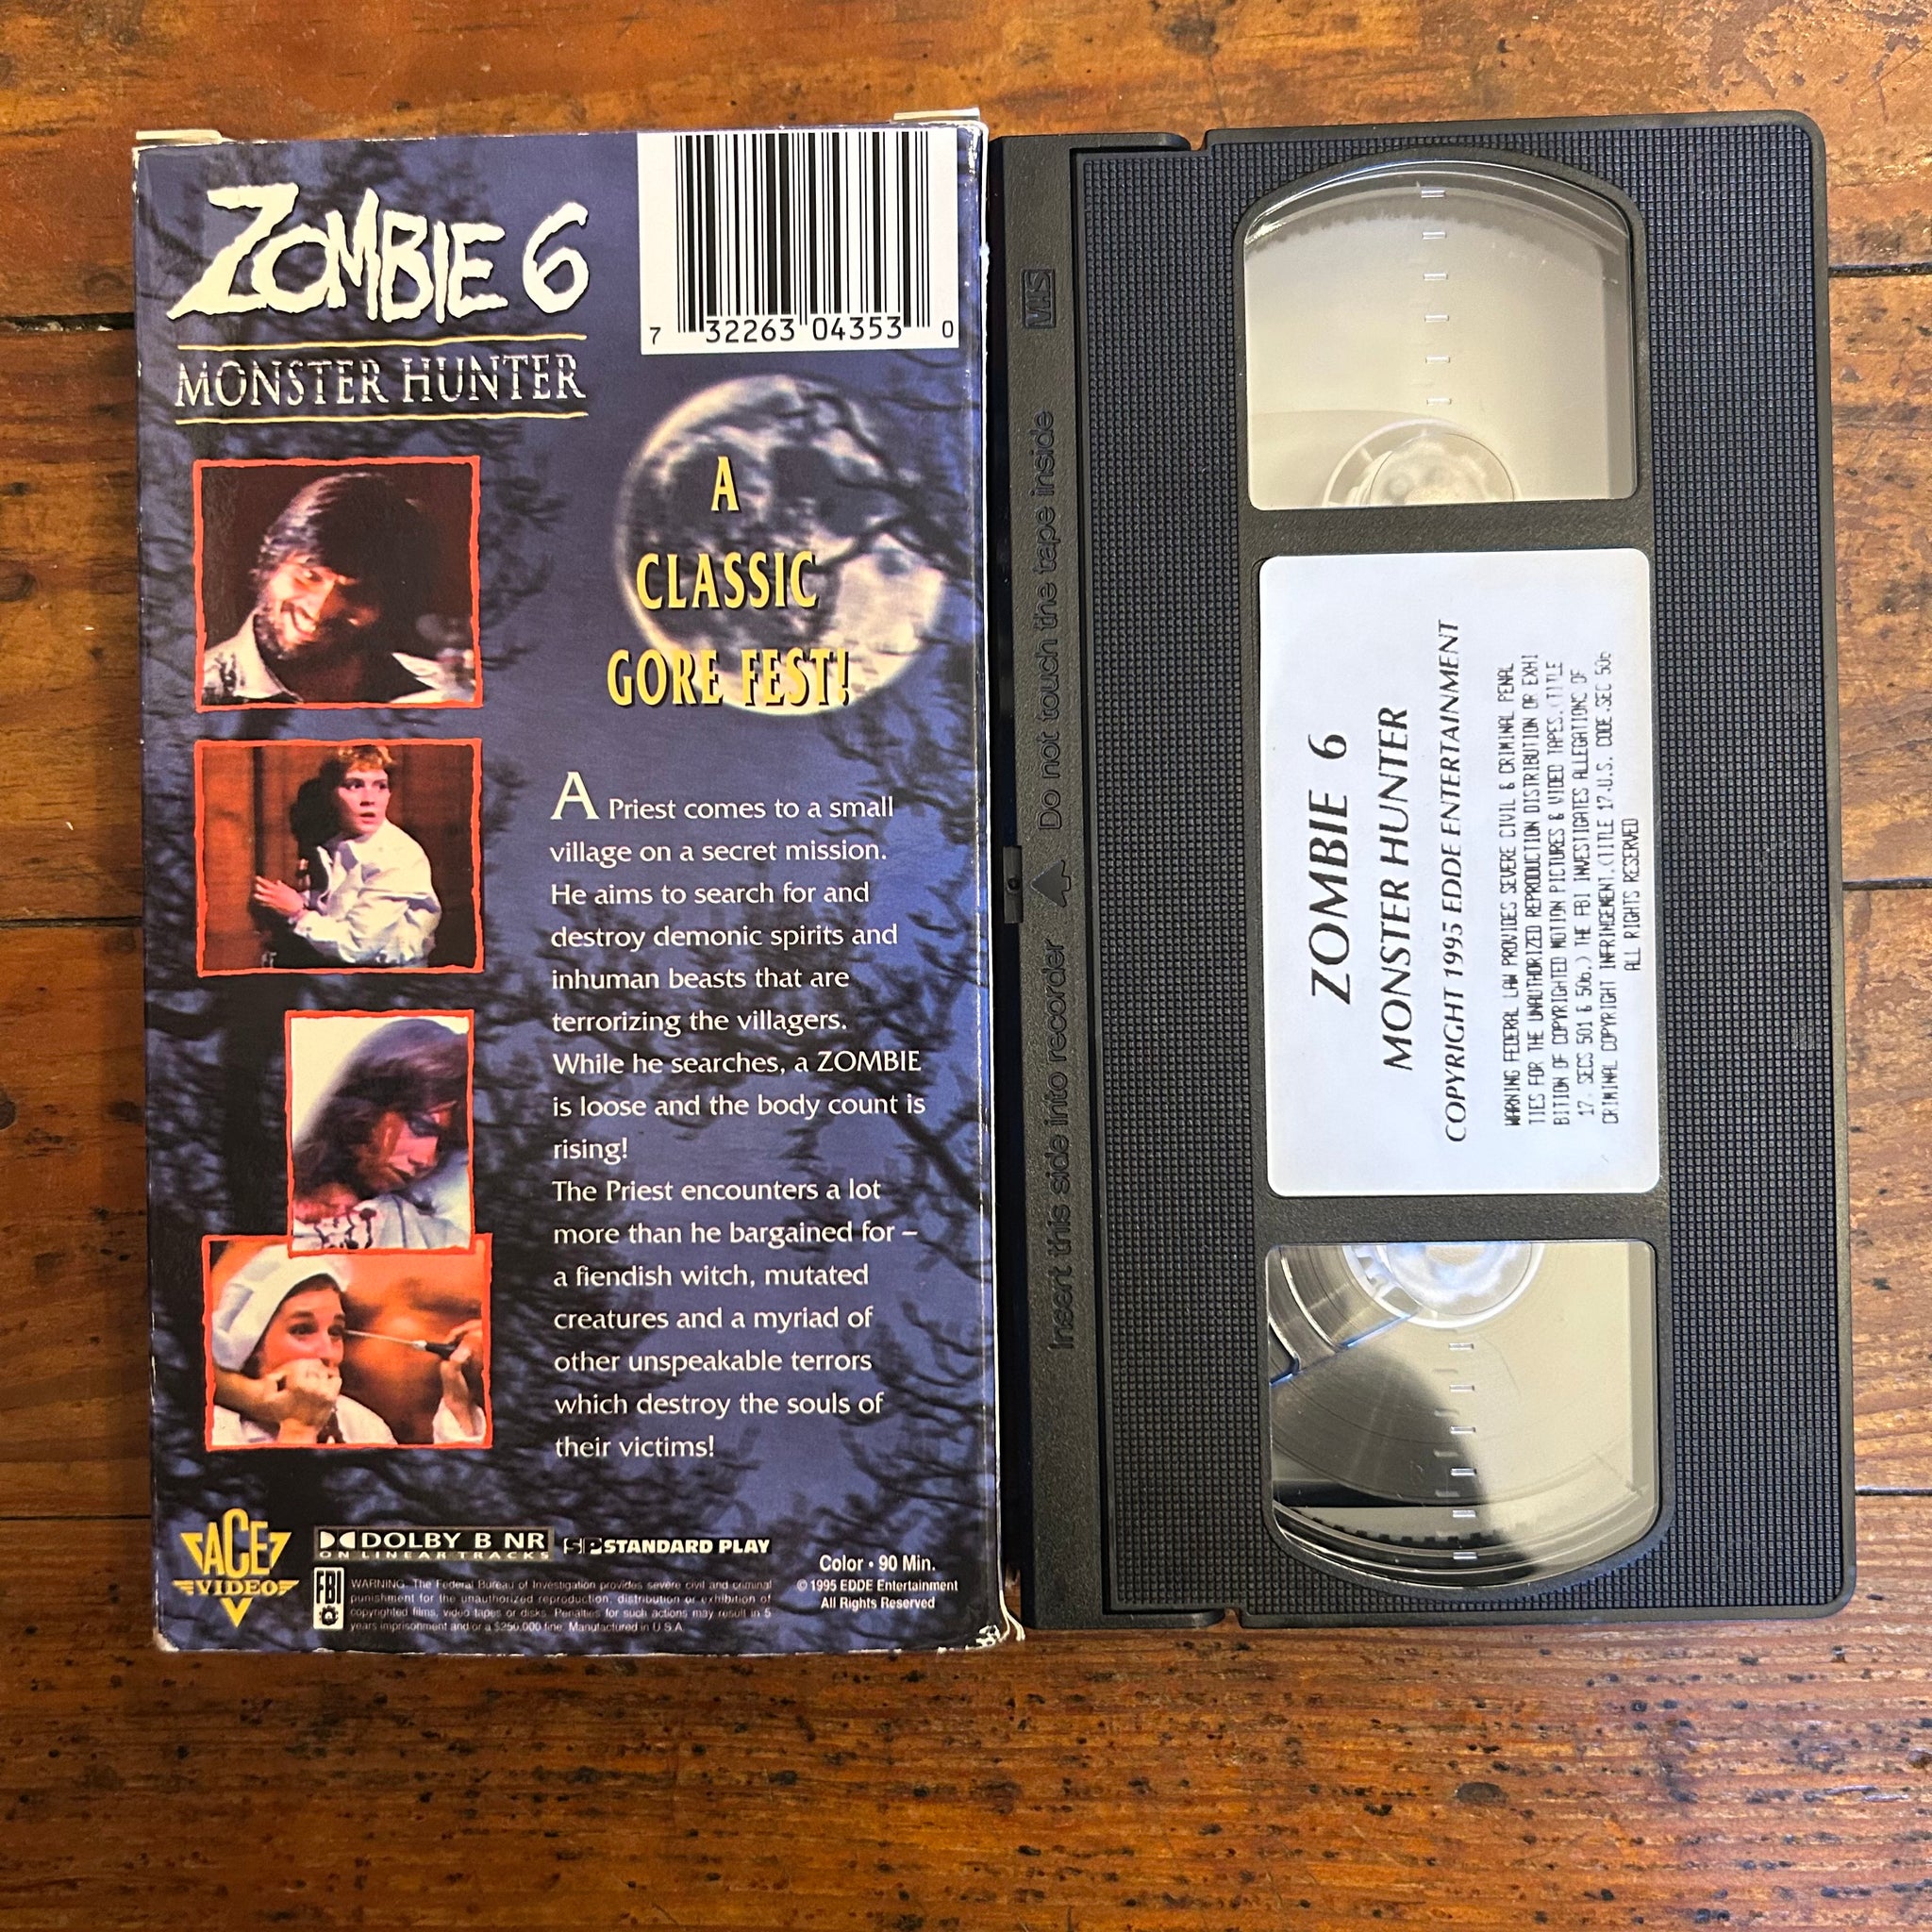 ZOMBIE 6
MONSTER HUNTER
7 32263 04353 0
A
CLASSIC
GORE FEST!
A Priest comes to a small
village on a secret mission.
He aims to search for and
destroy demonic spirits and
inhuman beasts that are
terrorizing the villagers.
While he searches, a ZOMBIE
is loose and the body count is
rising!
The Priest encounters a lot
more than he bargained for –
a fiendish witch, mutated
creatures and a myriad of
other unspeakable terrors
which destroy the souls of
their victims!
ACE
VIDEO
DOLBY B NR
ON LINEAR TRACKS
SP STANDARD PLAY
FBI
WARNING: The Federal Bureau of Investigation provides severe civil and criminal
punishment for the unauthorized reproduction, distribution or exhibition of
copyrighted films, video tapes or disks. Penalties for such actions may result in 5
years imprisonment and/or a $250,000 fine. Manufactured in U.S.A.
Color • 90 Min.
© 1995 EDDE Entertainment
All Rights Reserved
VHS
Insert this side into recorder
Do not touch the tape inside
ZOMBIE 6
MONSTER HUNTER
COPYRIGHT 1995 EDDE ENTERTAINMENT
WARNING FEDERAL LAW PROVIDES SEVERE CIVIL & CRIMINAL PENAL
TIES FOR THE UNAUTHORIZED REPRODUCTION DISTRIBUTION OR EXHI
BITION OF COPYRIGHTED MOTION PICTURES & VIDEO TAPES.(TITLE
17. SECS 501 & 506.) THE FBI INVESTIGATES ALLEGATIONS OF
CRIMINAL COPYRIGHT INFRINGEMENT.(TITLE 17.U.S. CODE.SEC 506
ALL RIGHTS RESERVED